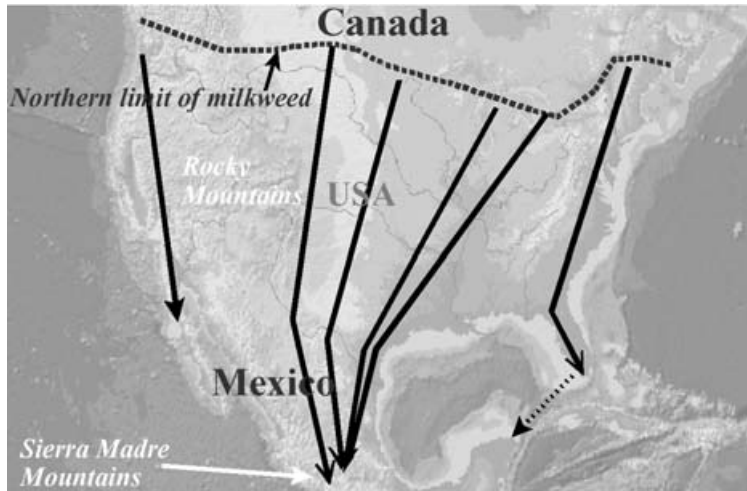 Canada
Northern limit of milkweed
Rocky
Mountains
USA
Mexico
Sierra Madre
Mountains